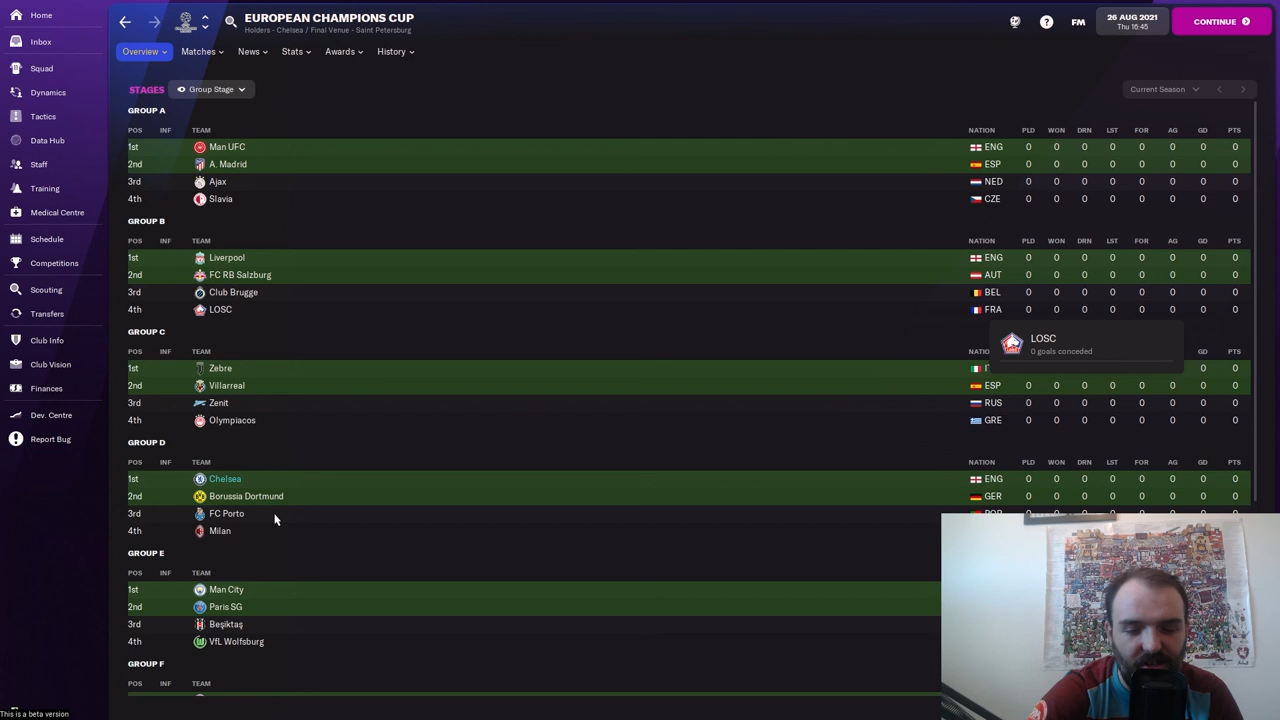 Home
Inbox
Squad
Dynamics
Tactics
Data Hub
Staff
Training
Medical Centre
Schedule
Competitions
Scouting
Transfers
Club Info
Club Vision
Finances
Dev. Centre
Report Bug
This is a beta version
EUROPEAN CHAMPIONS CUP
Holders - Chelsea / Final Venue - Saint Petersburg
FM
26 AUG 2021
Thu 16:45
CONTINUE
Overview Matches News Stats Awards History
STAGES Group Stage Current Season
GROUP A
POS INF TEAM NATION PLD WON DRN LST FOR AG GD PTS
1st Man UFC ENG 0 0 0 0 0 0 0 0
2nd A. Madrid ESP 0 0 0 0 0 0 0 0
3rd Ajax NED 0 0 0 0 0 0 0 0
4th Slavia CZE 0 0 0 0 0 0 0 0
GROUP B
POS INF TEAM NATION PLD WON DRN LST FOR AG GD PTS
1st Liverpool ENG 0 0 0 0 0 0 0 0
2nd FC RB Salzburg AUT 0 0 0 0 0 0 0 0
3rd Club Brugge BEL 0 0 0 0 0 0 0 0
4th LOSC FRA 0 0 0 0 0 0 0 0
LOSC
0 goals conceded
GROUP C
POS INF TEAM GD PTS
1st Zebre 0 0
2nd Villarreal ESP 0 0 0 0 0 0 0 0
3rd Zenit RUS 0 0 0 0 0 0 0 0
4th Olympiacos GRE 0 0 0 0 0 0 0 0
GROUP D
POS INF TEAM NATION PLD WON DRN LST FOR AG GD PTS
1st Chelsea ENG 0 0 0 0 0 0 0 0
2nd Borussia Dortmund GER 0 0 0 0 0 0 0 0
3rd FC Porto POR 0 0 0 0 0 0 0 0
4th Milan
GROUP E
POS INF TEAM
1st Man City
2nd Paris SG
3rd Beşiktaş
4th VfL Wolfsburg
GROUP F
POS INF TEAM